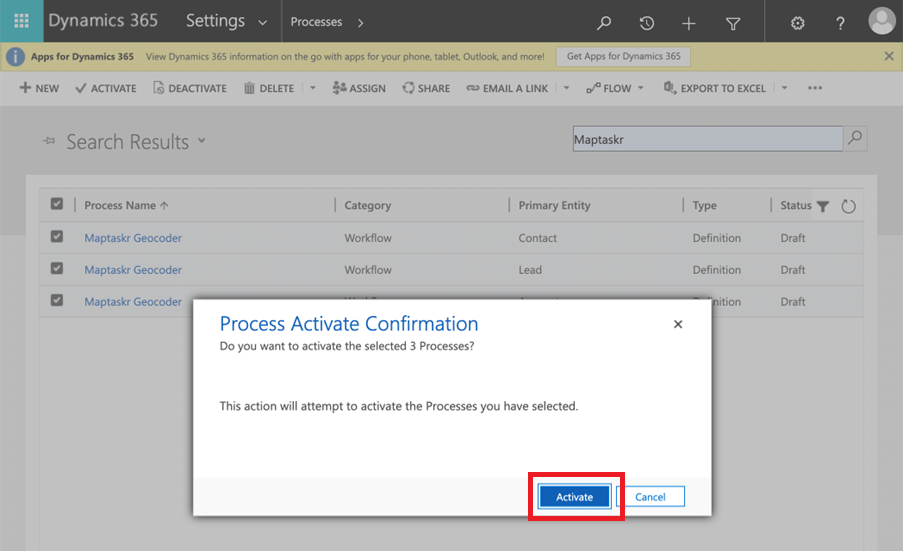 Dynamics 365 Settings Processes
Apps for Dynamics 365 View Dynamics 365 information on the go with apps for your phone, tablet, Outlook, and more! Get Apps for Dynamics 365
NEW ACTIVATE DEACTIVATE DELETE ASSIGN SHARE EMAIL A LINK FLOW EXPORT TO EXCEL
Search Results Maptaskr
Process Name Category Primary Entity Type Status
Maptaskr Geocoder Workflow Contact Definition Draft
Maptaskr Geocoder Workflow Lead Definition Draft
Maptaskr Geocoder Draft
Process Activate Confirmation
Do you want to activate the selected 3 Processes?
This action will attempt to activate the Processes you have selected.
Activate Cancel